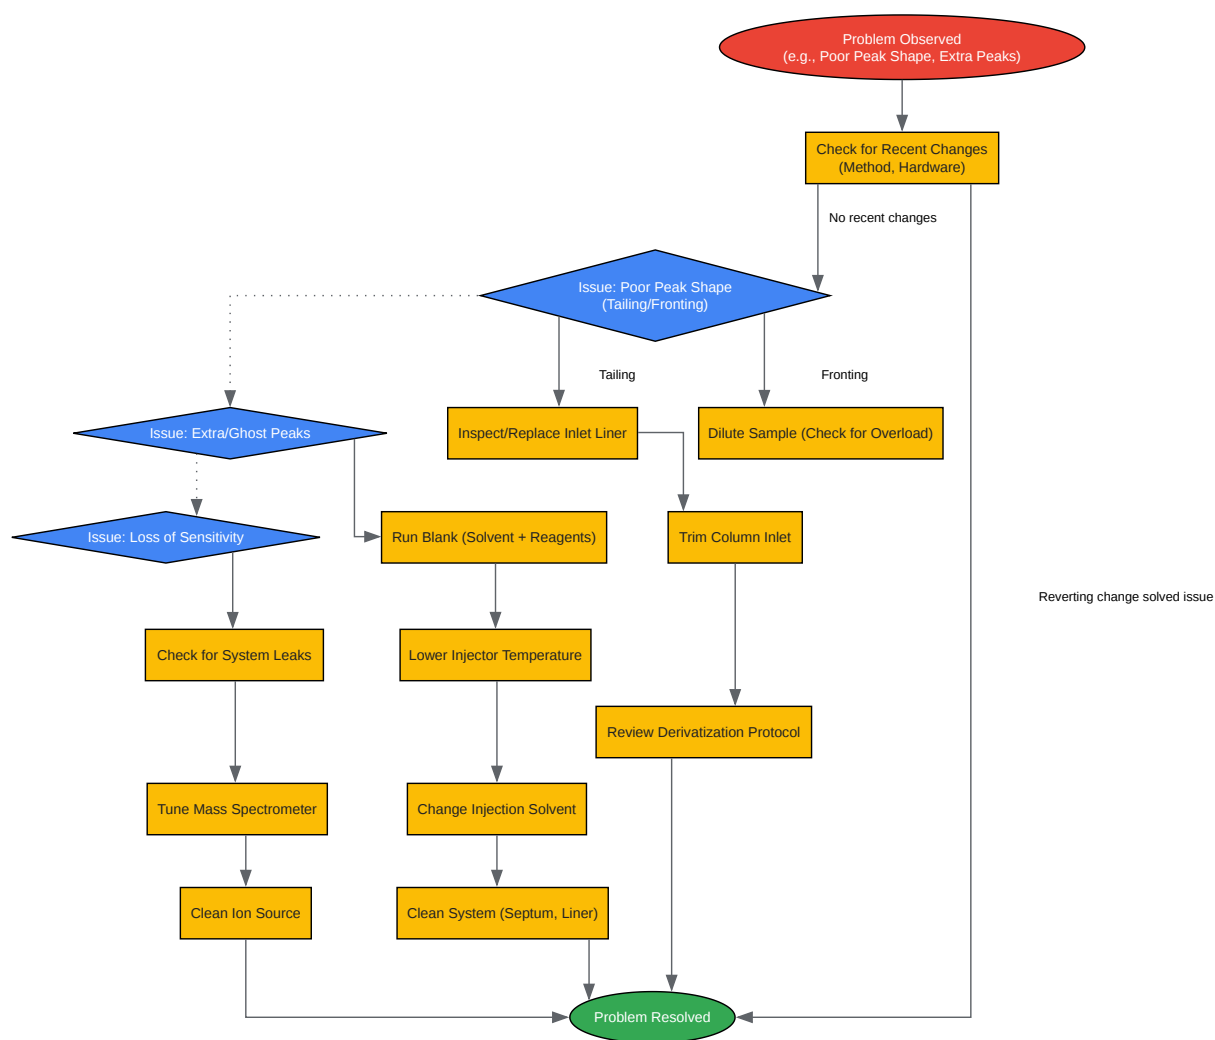 Problem Observed
(e.g., Poor Peak Shape, Extra Peaks)
Check for Recent Changes
(Method, Hardware)
No recent changes
Issue: Poor Peak Shape
(Tailing/Fronting)
Tailing
Fronting
Issue: Extra/Ghost Peaks
Inspect/Replace Inlet Liner
Dilute Sample (Check for Overload)
Issue: Loss of Sensitivity
Run Blank (Solvent + Reagents)
Trim Column Inlet
Reverting change solved issue
Check for System Leaks
Lower Injector Temperature
Review Derivatization Protocol
Tune Mass Spectrometer
Change Injection Solvent
Clean Ion Source
Clean System (Septum, Liner)
Problem Resolved